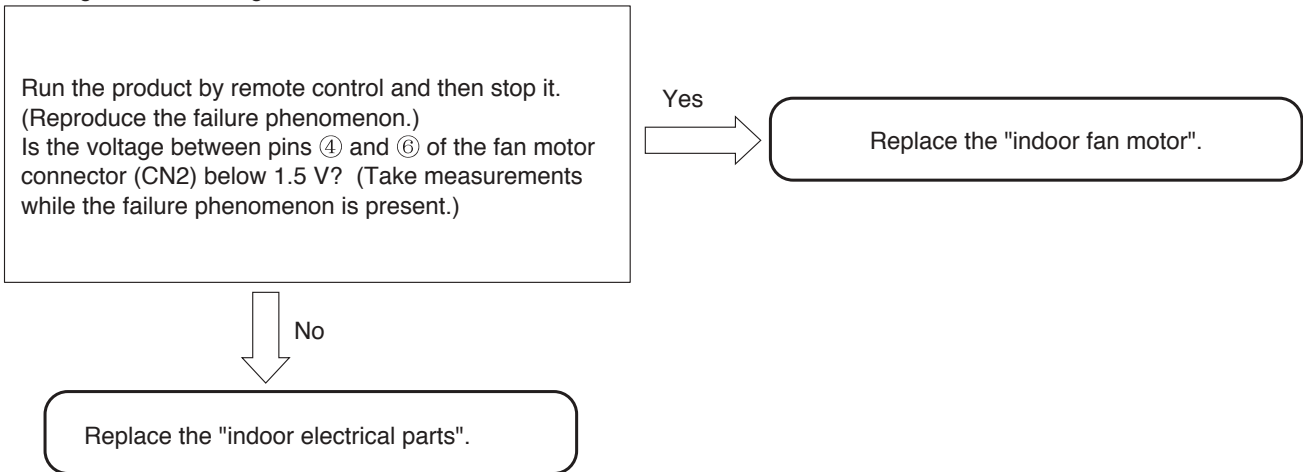 Run the product by remote control and then stop it.
(Reproduce the failure phenomenon.)
Is the voltage between pins ④ and ⑥ of the fan motor
connector (CN2) below 1.5 V? (Take measurements
while the failure phenomenon is present.)
Yes
Replace the "indoor fan motor".
No
Replace the "indoor electrical parts".